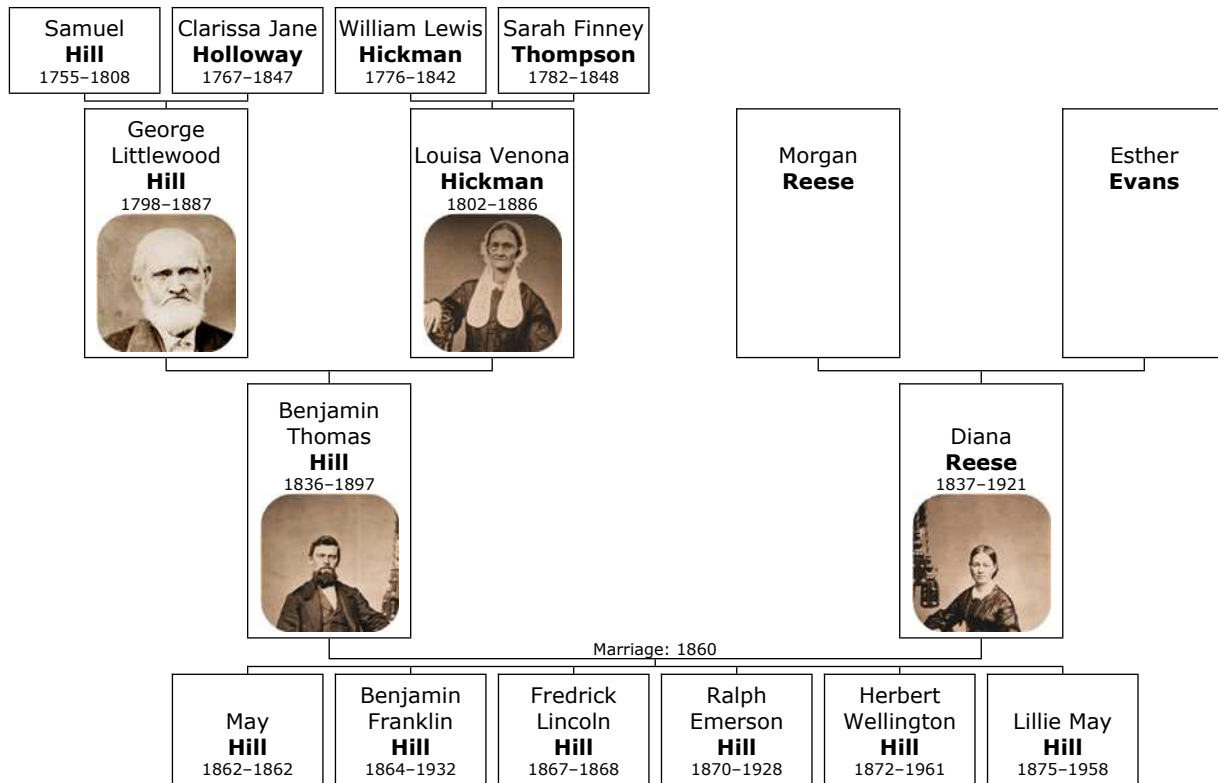 Samuel
Hill
1755–1808
Clarissa Jane
Holloway
1767–1847
William Lewis
Hickman
1776–1842
Sarah Finney
Thompson
1782–1848
George
Littlewood
Hill
1798–1887
Louisa Venona
Hickman
1802–1886
Morgan
Reese
Esther
Evans
Benjamin
Thomas
Hill
1836–1897
Diana
Reese
1837–1921
Marriage: 1860
May
Hill
1862–1862
Benjamin
Franklin
Hill
1864–1932
Fredrick
Lincoln
Hill
1867–1868
Ralph
Emerson
Hill
1870–1928
Herbert
Wellington
Hill
1872–1961
Lillie May
Hill
1875–1958